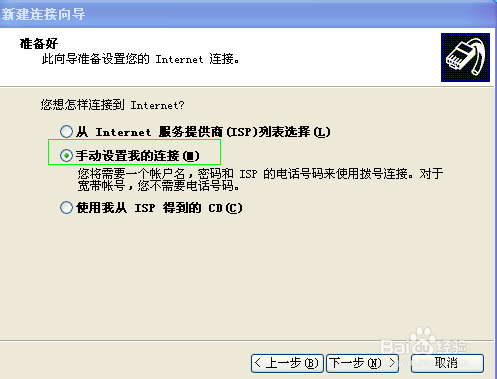 新建连接向导
准备好
此向导准备设置您的 Internet 连接。
您想怎样连接到 Internet?
从 Internet 服务提供商(ISP)列表选择(L)
手动设置我的连接(M)
您将需要一个帐户名，密码和 ISP 的电话号码来使用拨号连接。对于
宽带帐号，您不需要电话号码。
使用我从 ISP 得到的 CD(C)
Baidu 经验
< 上一步(B)
下一步(N) >
取消